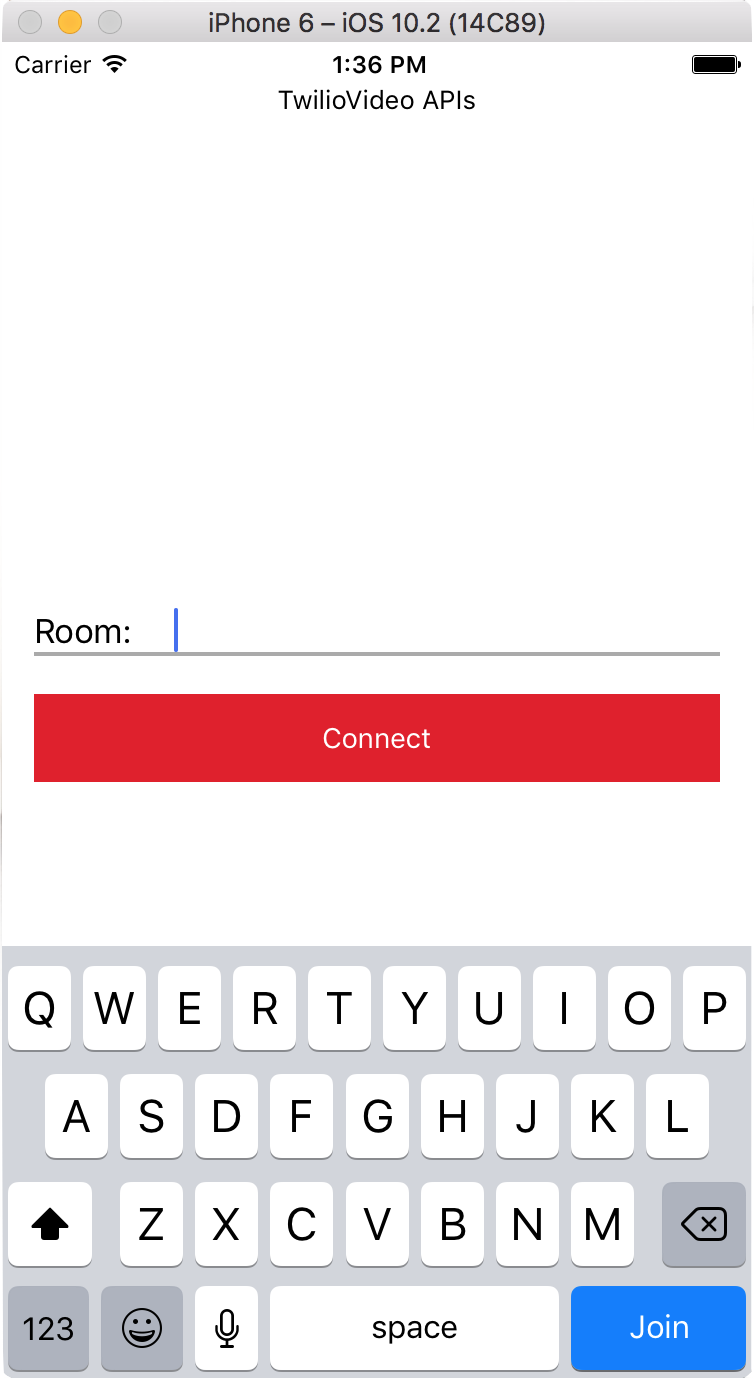 iPhone 6 – iOS 10.2 (14C89)
Carrier 1:36 PM
TwilioVideo APIs
Room:
Connect
Q W E R T Y U I O P
A S D F G H J K L
Z X C V B N M
123 space Join